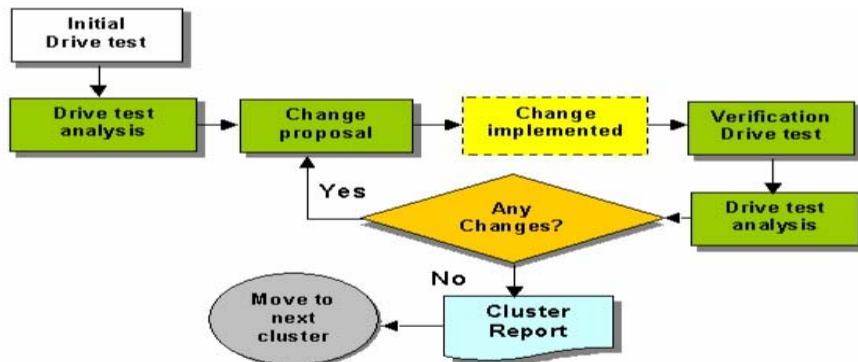 Initial
Drive test
Drive test
analysis
Change
proposal
Change
implemented
Verification
Drive test
Drive test
analysis
Any
Changes?
Yes
No
Cluster
Report
Move to
next
cluster